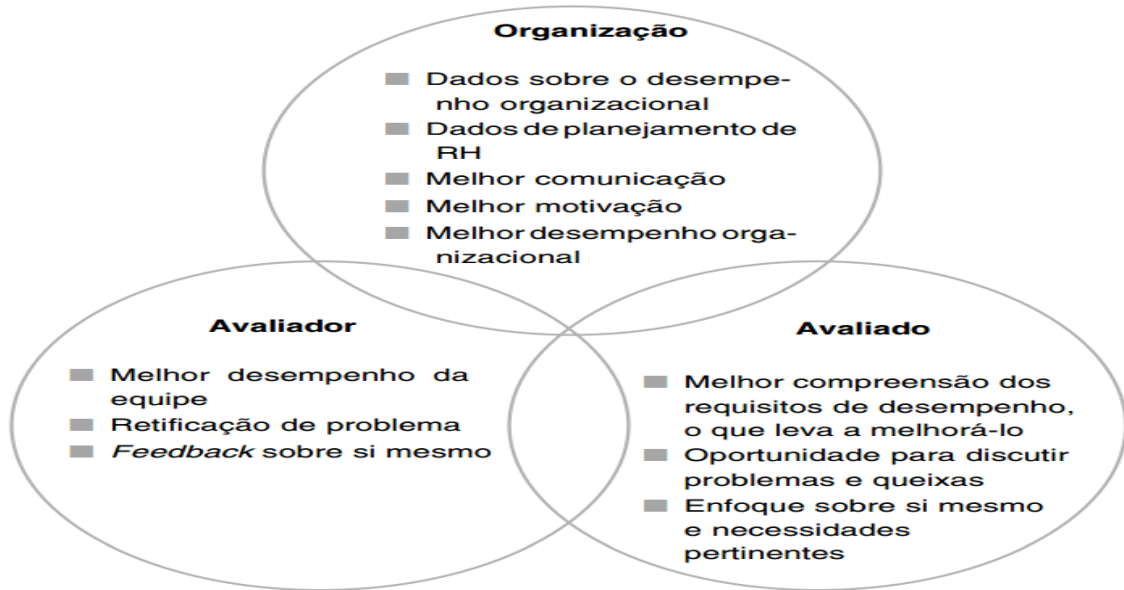 Organização
Dados sobre o desempe-
nho organizacional
Dados de planejamento de
RH
Melhor comunicação
Melhor motivação
Melhor desempenho orga-
nizacional
Avaliador
Melhor desempenho da
equipe
Retificação de problema
Feedback sobre si mesmo
Avaliado
Melhor compreensão dos
requisitos de desempenho,
o que leva a melhorá-lo
Oportunidade para discutir
problemas e queixas
Enfoque sobre si mesmo
e necessidades
pertinentes